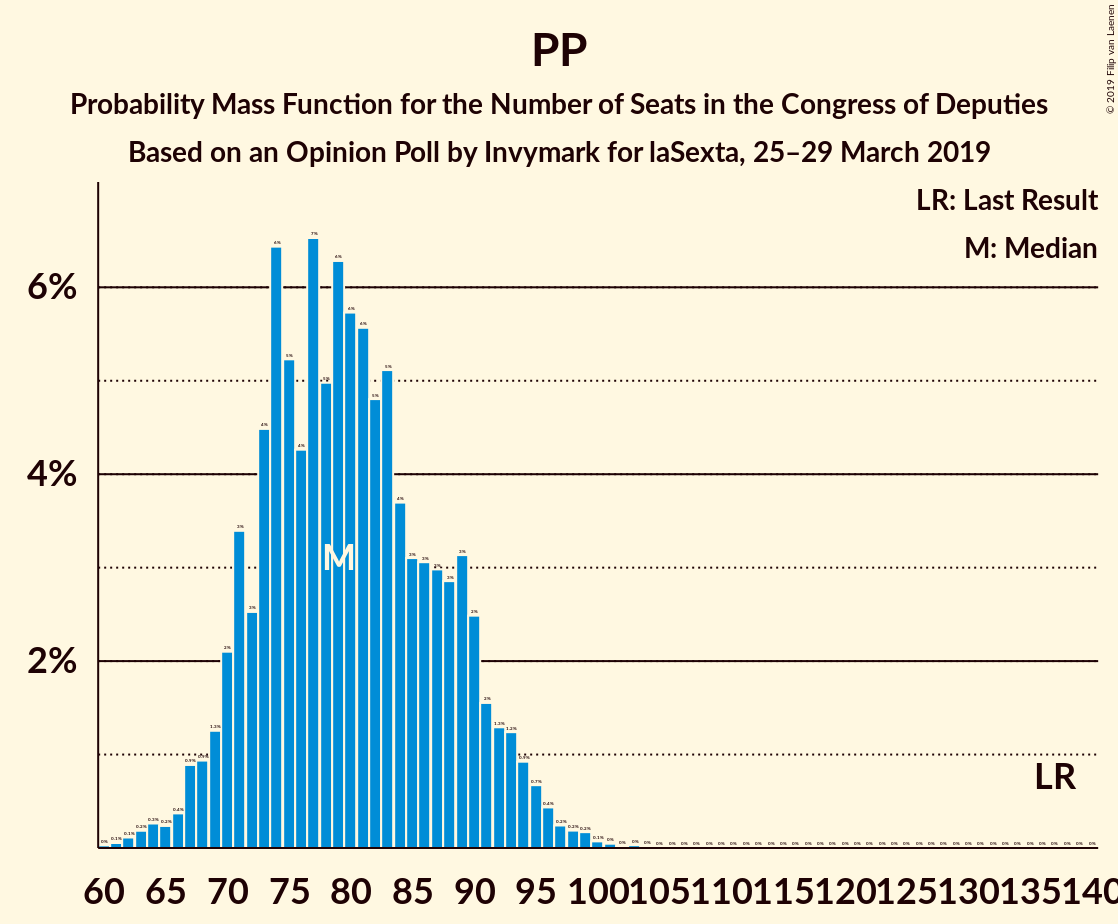 PP
Probability Mass Function for the Number of Seats in the Congress of Deputies
Based on an Opinion Poll by Invymark for laSexta, 25–29 March 2019
© 2019 Filip van Laenen
LR: Last Result
M: Median
6%
4%
2%
M
LR
60 65 70 75 80 85 90 95 100 105 110 115 120 125 130 135 140